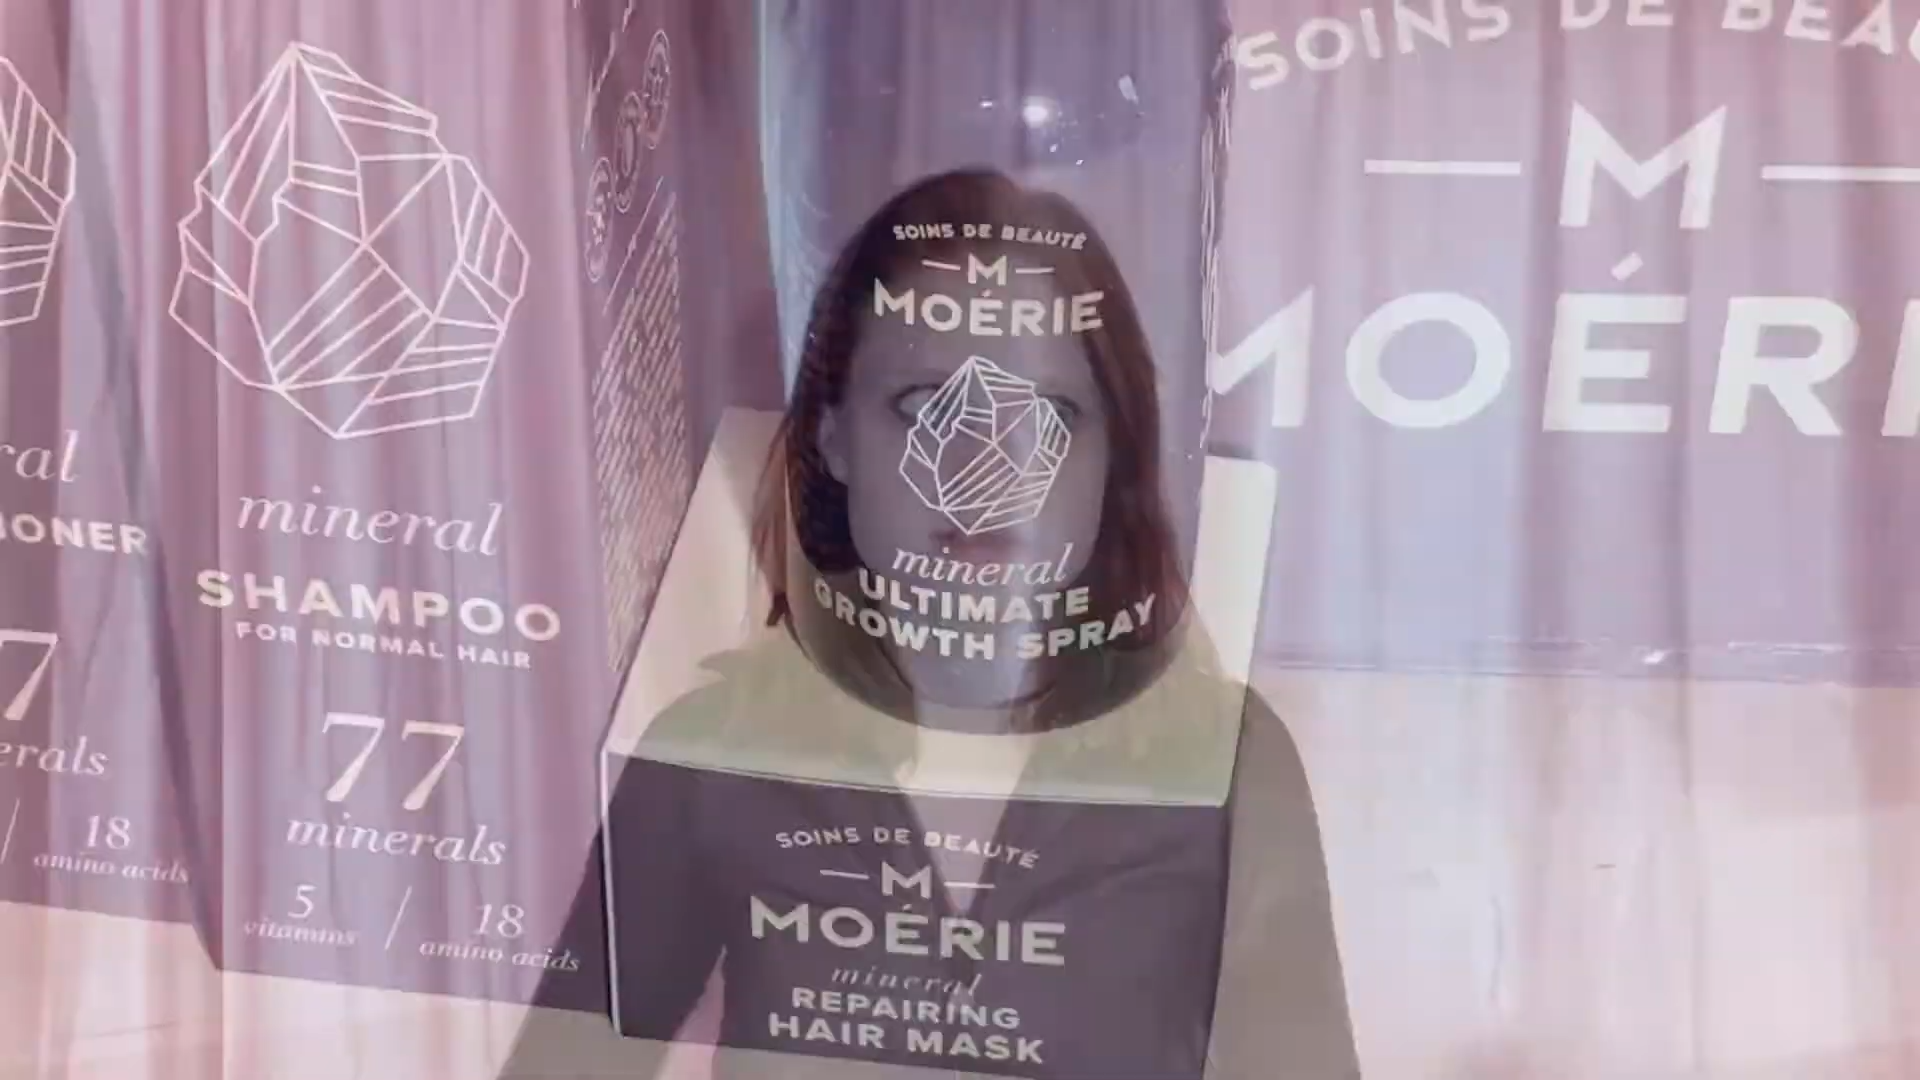 ral
IONER
7
erals
18
amino acids
mineral
SHAMPOO
FOR NORMAL HAIR
77
minerals
5
vitamins
/
18
amino acids
SOINS DE BEAUTÉ
M
MOÉRIE
mineral
ULTIMATE
GROWTH SPRAY
SOINS DE BEAUTÉ
M
MOÉRIE
mineral
REPAIRING
HAIR MASK
SOINS DE BEAU
M
MOÉRI